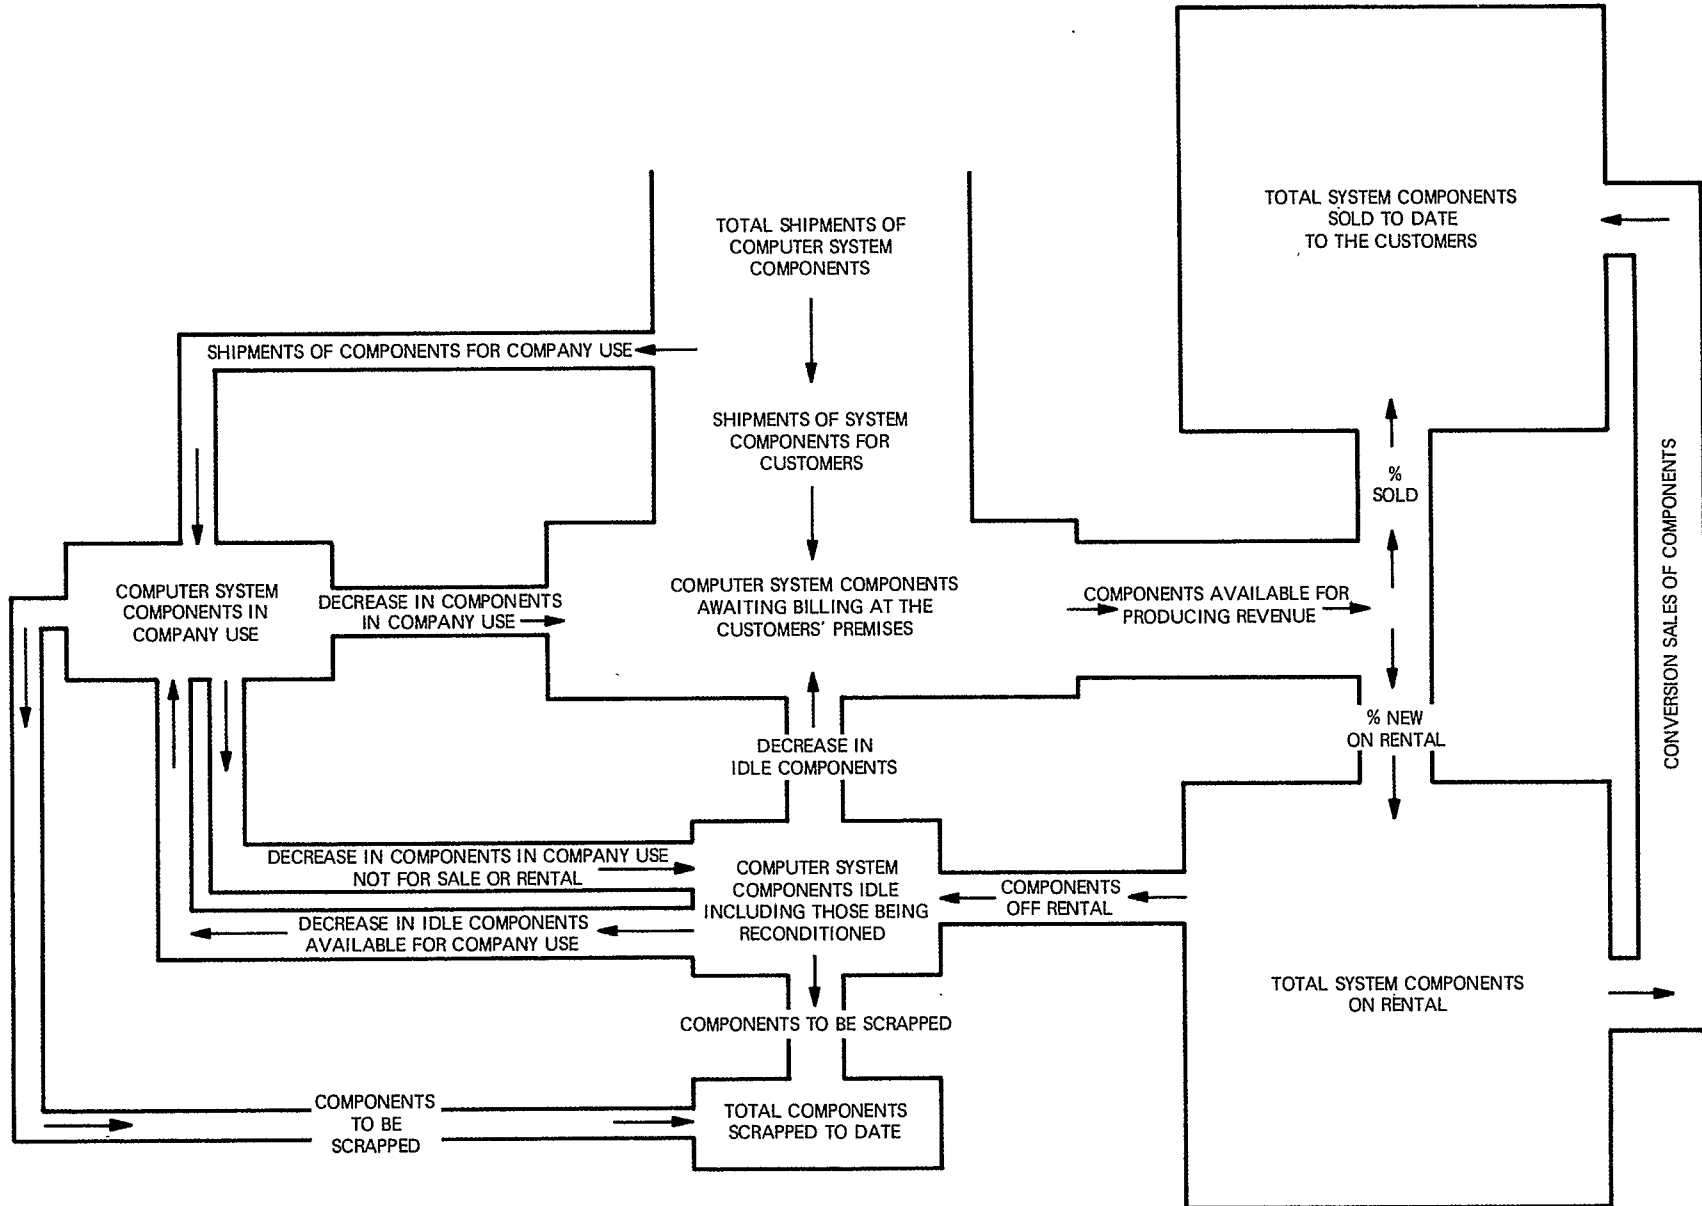 TOTAL SYSTEM COMPONENTS
SOLD TO DATE
TO THE CUSTOMERS
TOTAL SHIPMENTS OF
COMPUTER SYSTEM
COMPONENTS
SHIPMENTS OF COMPONENTS FOR COMPANY USE
SHIPMENTS OF SYSTEM
COMPONENTS FOR
CUSTOMERS
%
SOLD
CONVERSION SALES OF COMPONENTS
COMPUTER SYSTEM
COMPONENTS IN
COMPANY USE
DECREASE IN COMPONENTS
IN COMPANY USE
COMPUTER SYSTEM COMPONENTS
AWAITING BILLING AT THE
CUSTOMERS' PREMISES
COMPONENTS AVAILABLE FOR
PRODUCING REVENUE
% NEW
ON RENTAL
DECREASE IN
IDLE COMPONENTS
DECREASE IN COMPONENTS IN COMPANY USE
NOT FOR SALE OR RENTAL
COMPUTER SYSTEM
COMPONENTS IDLE
INCLUDING THOSE BEING
RECONDITIONED
COMPONENTS
OFF RENTAL
DECREASE IN IDLE COMPONENTS
AVAILABLE FOR COMPANY USE
TOTAL SYSTEM COMPONENTS
ON RENTAL
COMPONENTS TO BE SCRAPPED
COMPONENTS
TO BE
SCRAPPED
TOTAL COMPONENTS
SCRAPPED TO DATE